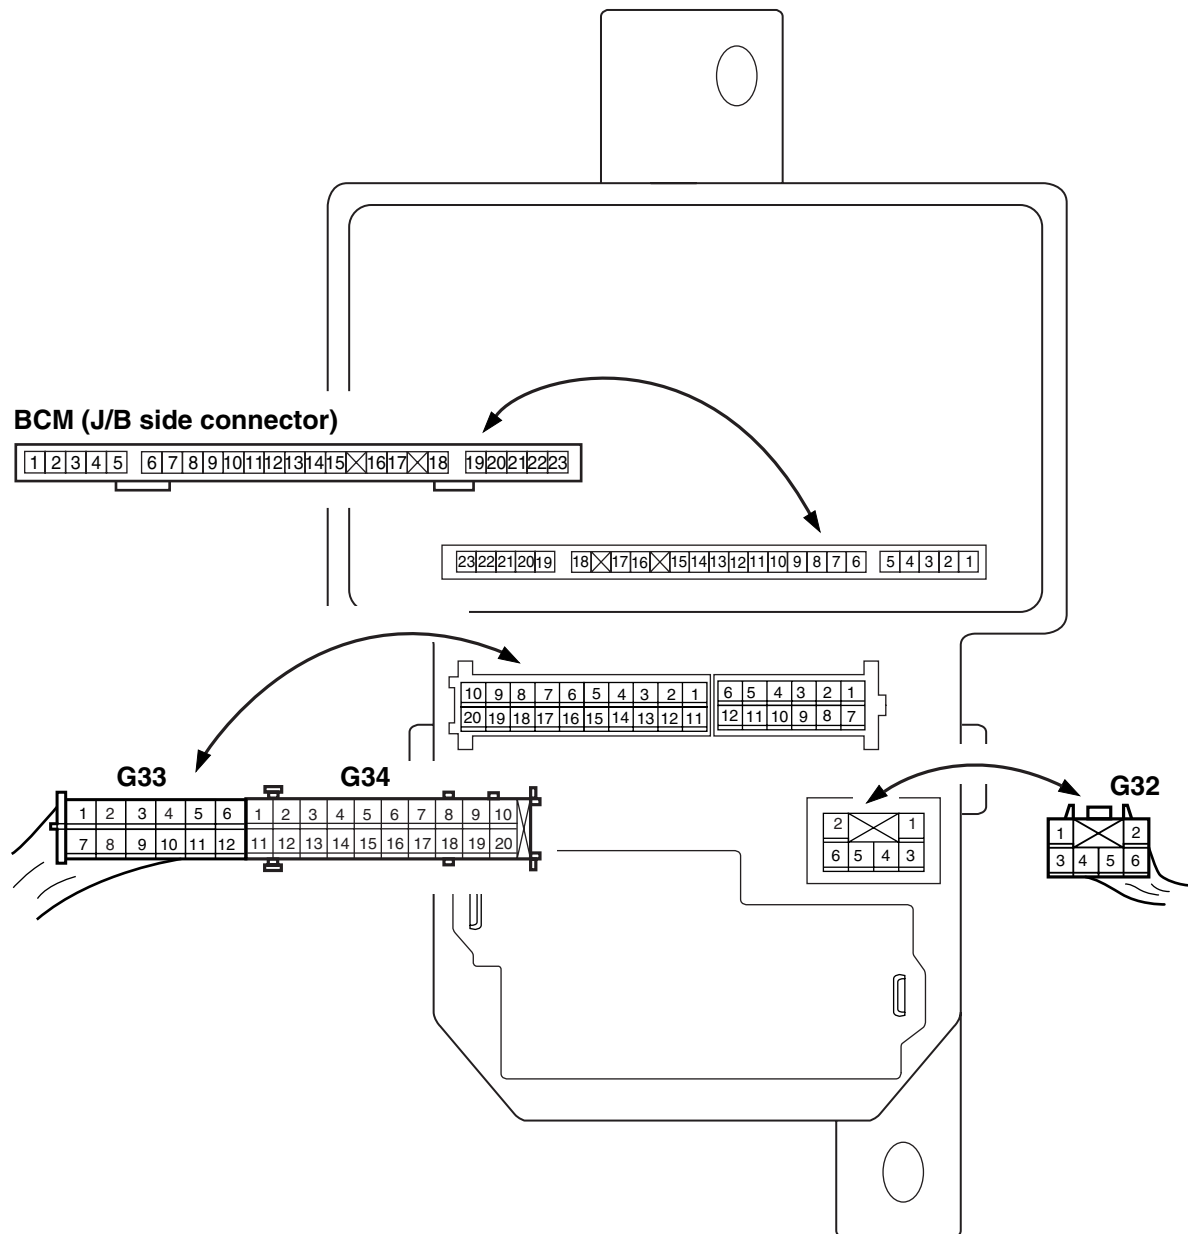 BCM (J/B side connector)
1 2 3 4 5 6 7 8 9 10 11 12 13 14 15 16 17 18 19 20 21 22 23
23 22 21 20 19 18 17 16 15 14 13 12 11 10 9 8 7 6 5 4 3 2 1
10 9 8 7 6 5 4 3 2 1 6 5 4 3 2 1
20 19 18 17 16 15 14 13 12 11 12 11 10 9 8 7
G33 G34
1 2 3 4 5 6 1 2 3 4 5 6 7 8 9 10
7 8 9 10 11 12 11 12 13 14 15 16 17 18 19 20
2 1
6 5 4 3
G32
1 2
3 4 5 6